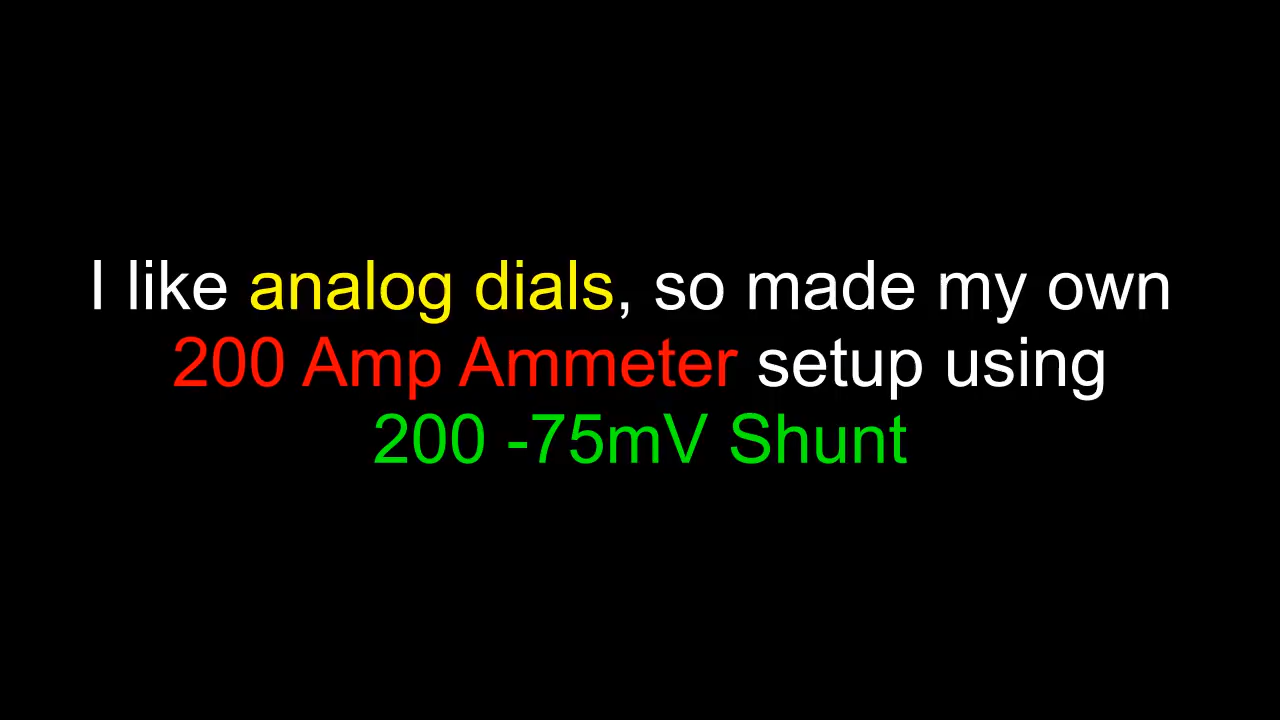 I like analog dials, so made my own
200 Amp Ammeter setup using
200 -75mV Shunt